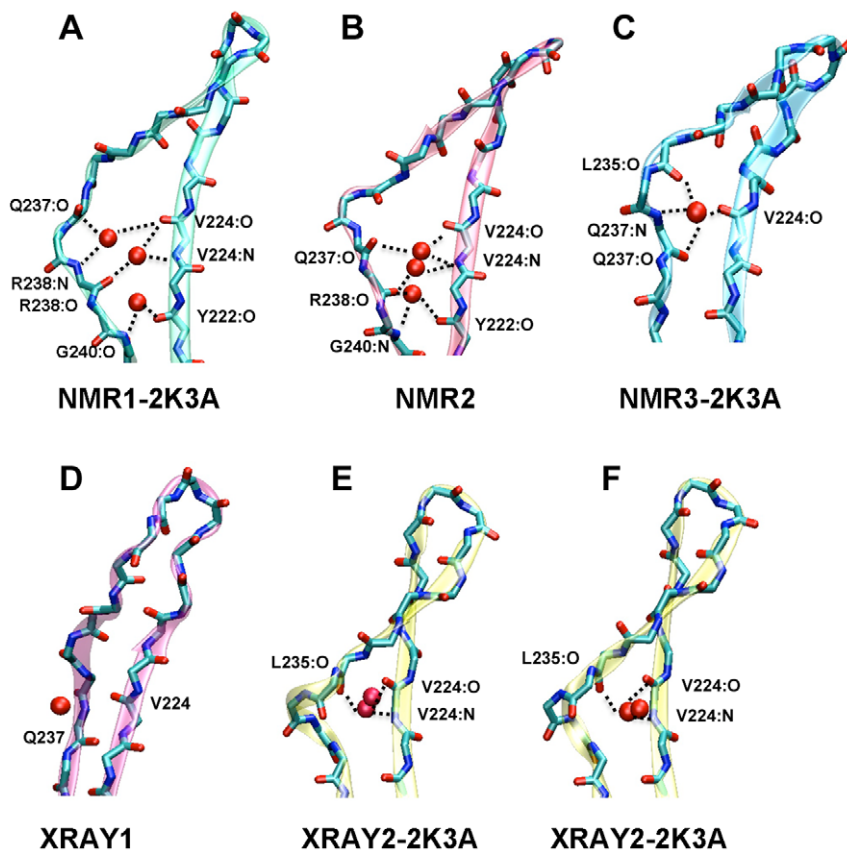 A
B
C
Q237:O
V224:O
V224:N
R238:N
R238:O
Y222:O
G240:O
V224:O
Q237:O
V224:N
R238:O
Y222:O
G240:N
L235:O
Q237:N
V224:O
Q237:O
NMR1-2K3A
NMR2
NMR3-2K3A
D
E
F
V224
Q237
L235:O
V224:O
V224:N
L235:O
V224:O
V224:N
XRAY1
XRAY2-2K3A
XRAY2-2K3A